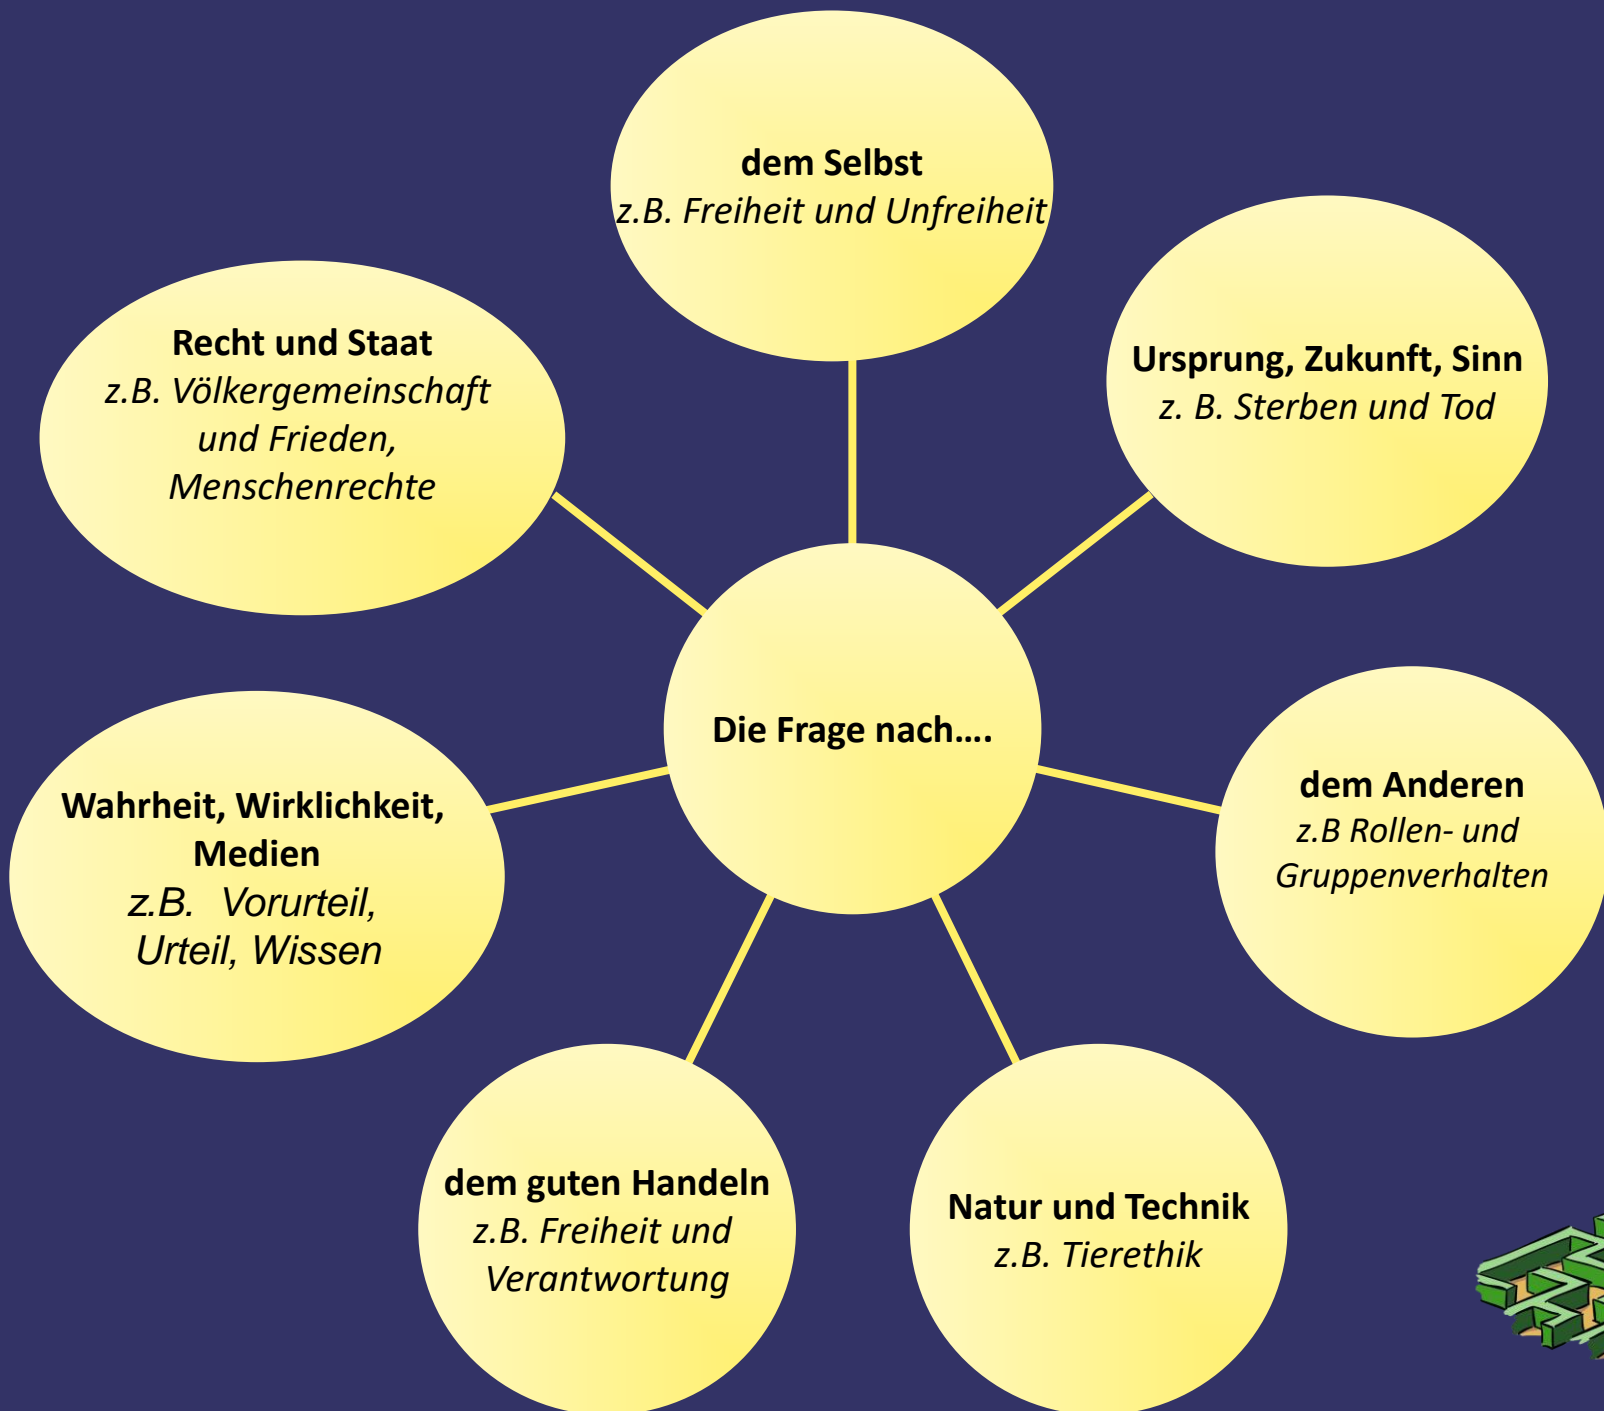 dem Selbst
z.B. Freiheit und Unfreiheit
Ursprung, Zukunft, Sinn
z. B. Sterben und Tod
Recht und Staat
z.B. Völkergemeinschaft
und Frieden,
Menschenrechte
Die Frage nach....
dem Anderen
z.B Rollen- und
Gruppenverhalten
Wahrheit, Wirklichkeit,
Medien
z.B. Vorurteil,
Urteil, Wissen
dem guten Handeln
z.B. Freiheit und
Verantwortung
Natur und Technik
z.B. Tierethik